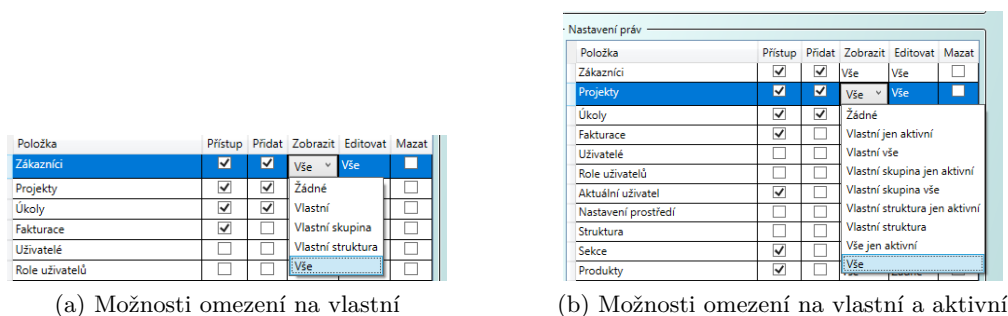 Položka Přístup Přidat Zobrazit Editovat Mazat
Zákazníci Vše Vše
Projekty Žádné
Úkoly Vlastní
Fakturace Vlastní skupina
Uživatelé Vlastní struktura
Role uživatelů Vše
(a) Možnosti omezení na vlastní
Nastavení práv
Položka Přístup Přidat Zobrazit Editovat Mazat
Zákazníci Vše Vše
Projekty Vše Vše
Úkoly Žádné
Fakturace Vlastní jen aktivní
Uživatelé Vlastní vše
Role uživatelů Vlastní skupina jen aktivní
Aktuální uživatel Vlastní skupina vše
Nastavení prostředí Vlastní struktura jen aktivní
Struktura Vlastní struktura
Sekce Vše jen aktivní
Produkty Vše
(b) Možnosti omezení na vlastní a aktivní